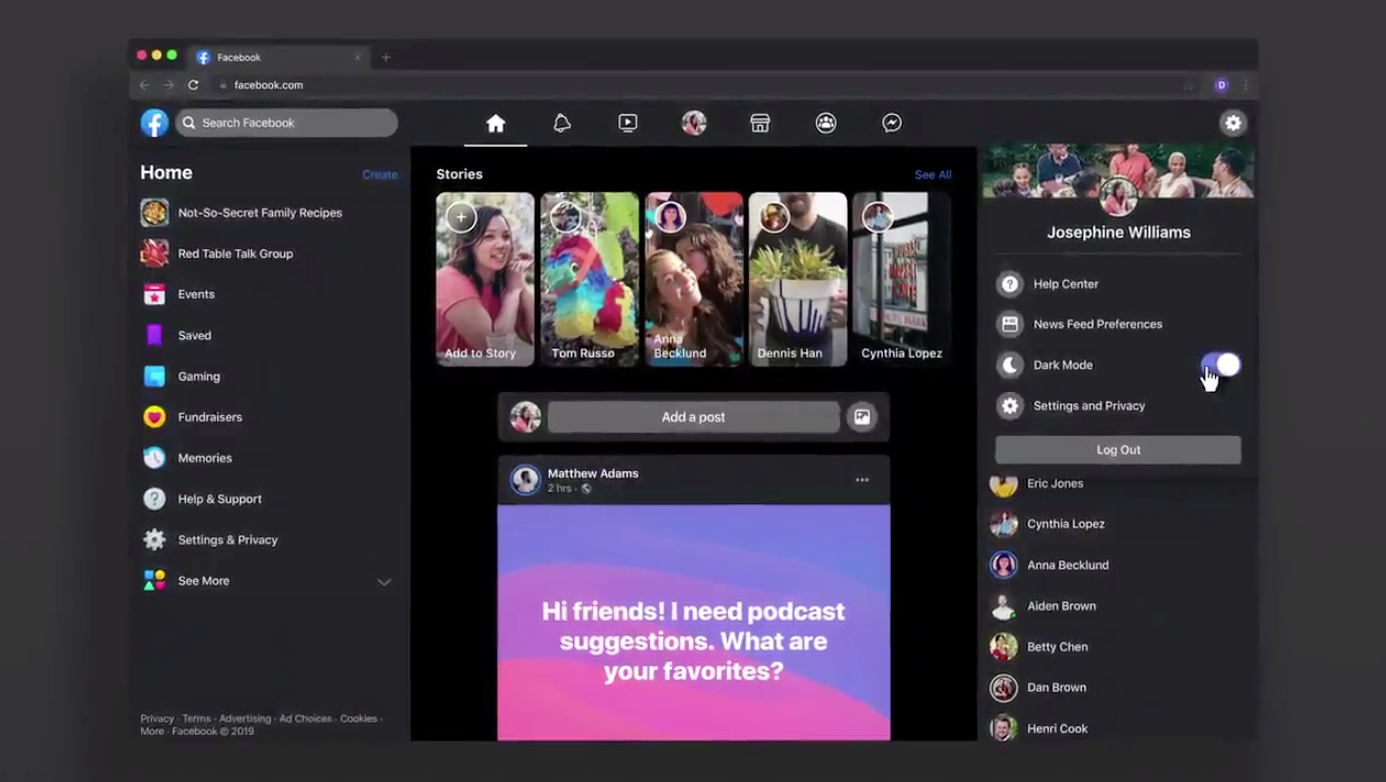 Facebook
facebook.com
D
Search Facebook
Home
Create
Not-So-Secret Family Recipes
Red Table Talk Group
Events
Saved
Gaming
Fundraisers
Memories
Help & Support
Settings & Privacy
See More
Privacy · Terms · Advertising · Ad Choices · Cookies ·
More · Facebook © 2019
Stories
See All
Add to Story
Tom Russo
Anna
Becklund
Dennis Han
PUBLIC
MARKET
Cynthia Lopez
Add a post
Matthew Adams
2 hrs ·
Hi friends! I need podcast
suggestions. What are
your favorites?
Josephine Williams
Help Center
News Feed Preferences
Dark Mode
Settings and Privacy
Log Out
Eric Jones
Cynthia Lopez
Anna Becklund
Aiden Brown
Betty Chen
Dan Brown
Henri Cook